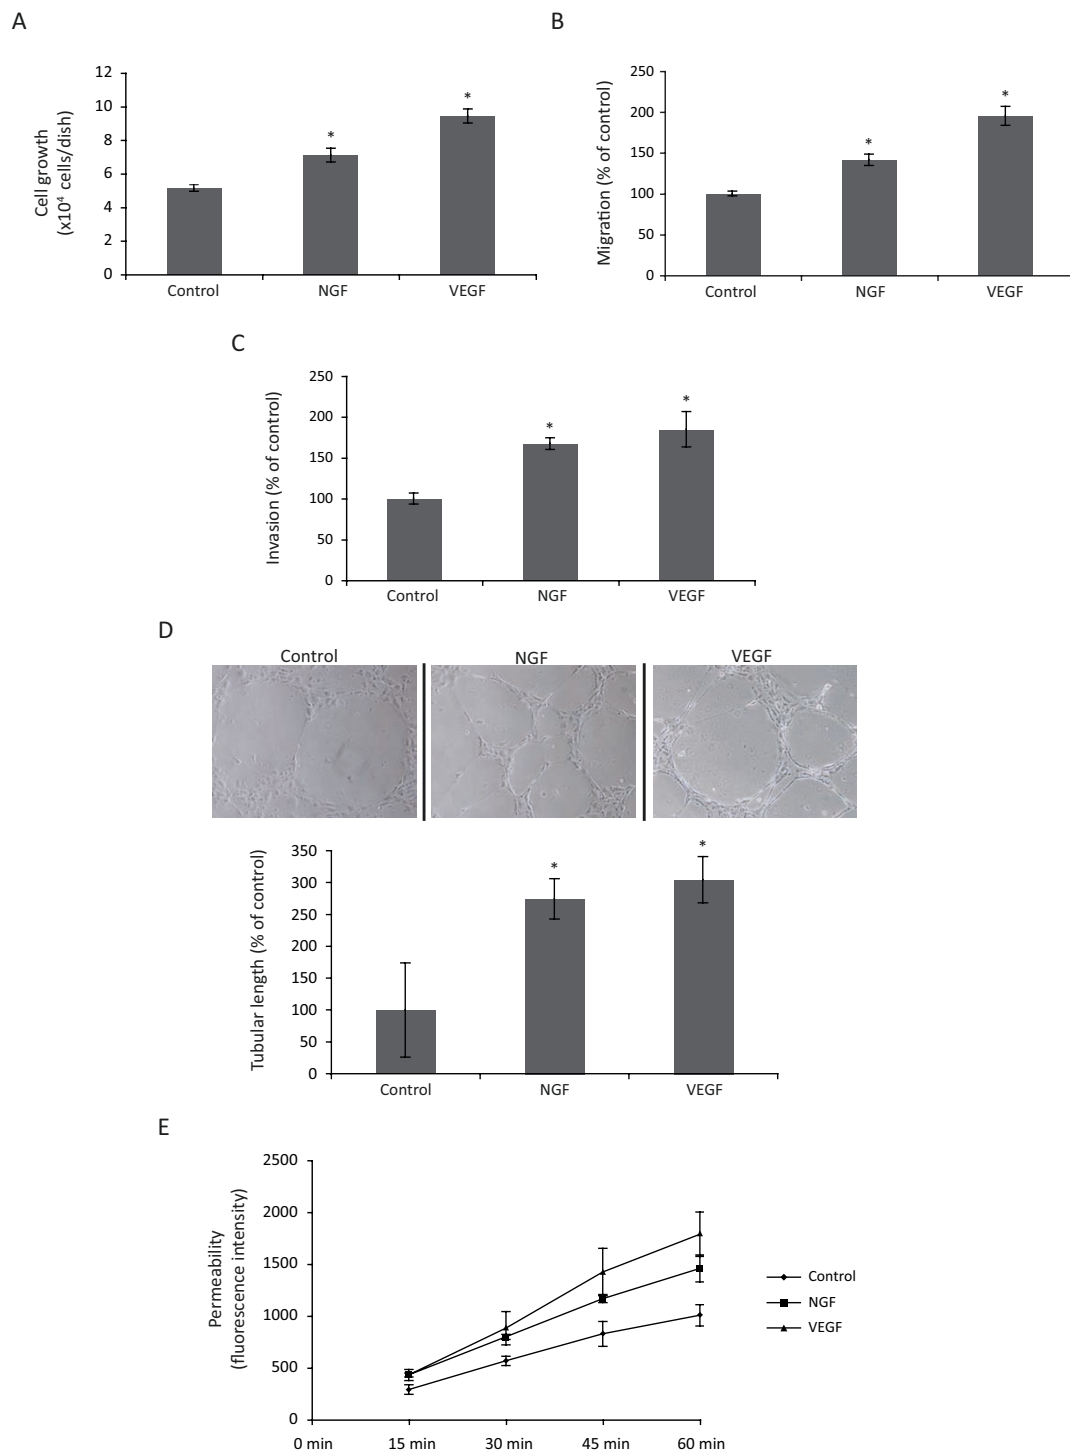 A
Cell growth
(x10⁴ cells/dish)
12
10
8
6
4
2
0
*
*
Control NGF VEGF
B
Migration (% of control)
250
200
150
100
50
0
*
*
Control NGF VEGF
C
Invasion (% of control)
250
200
150
100
50
0
*
*
Control NGF VEGF
D
Control NGF VEGF
Tubular length (% of control)
350
300
250
200
150
100
50
0
*
*
Control NGF VEGF
E
Permeability
(fluorescence intensity)
2500
2000
1500
1000
500
0
0 min 15 min 30 min 45 min 60 min
Control
NGF
VEGF